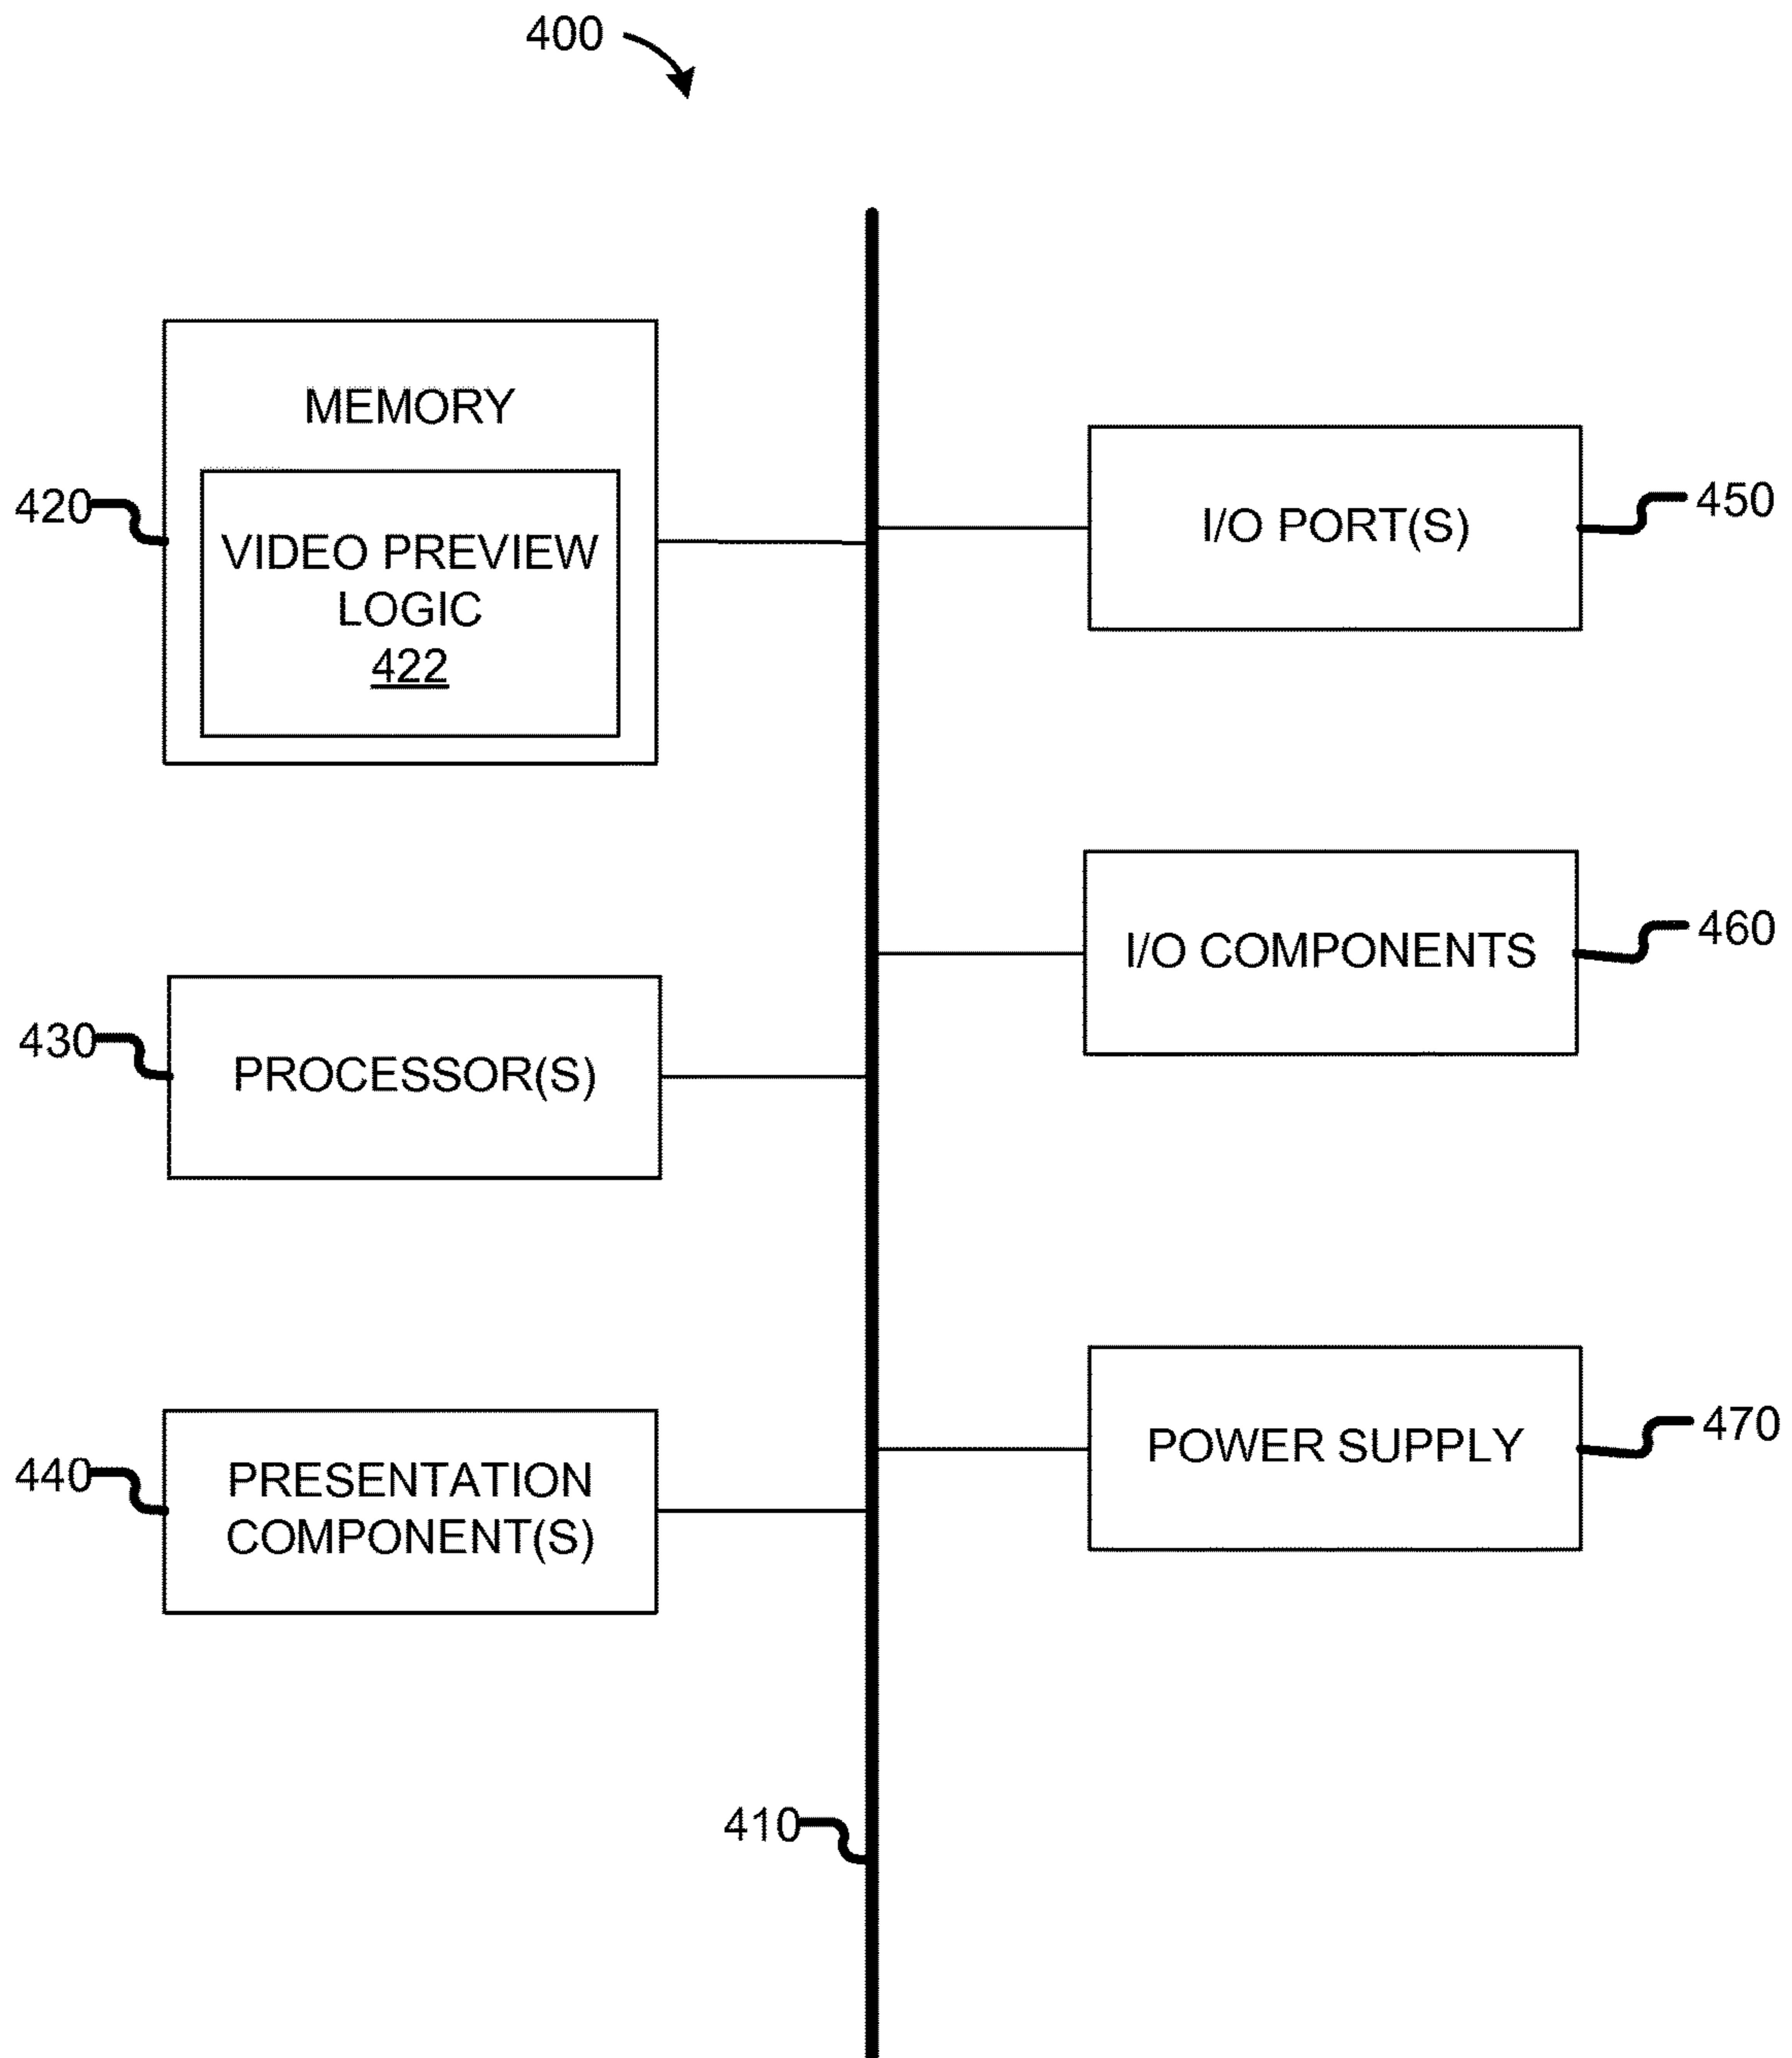 400
MEMORY
420
VIDEO PREVIEW
LOGIC
422
I/O PORT(S)
450
I/O COMPONENTS
460
430
PROCESSOR(S)
440
PRESENTATION
COMPONENT(S)
POWER SUPPLY
470
410